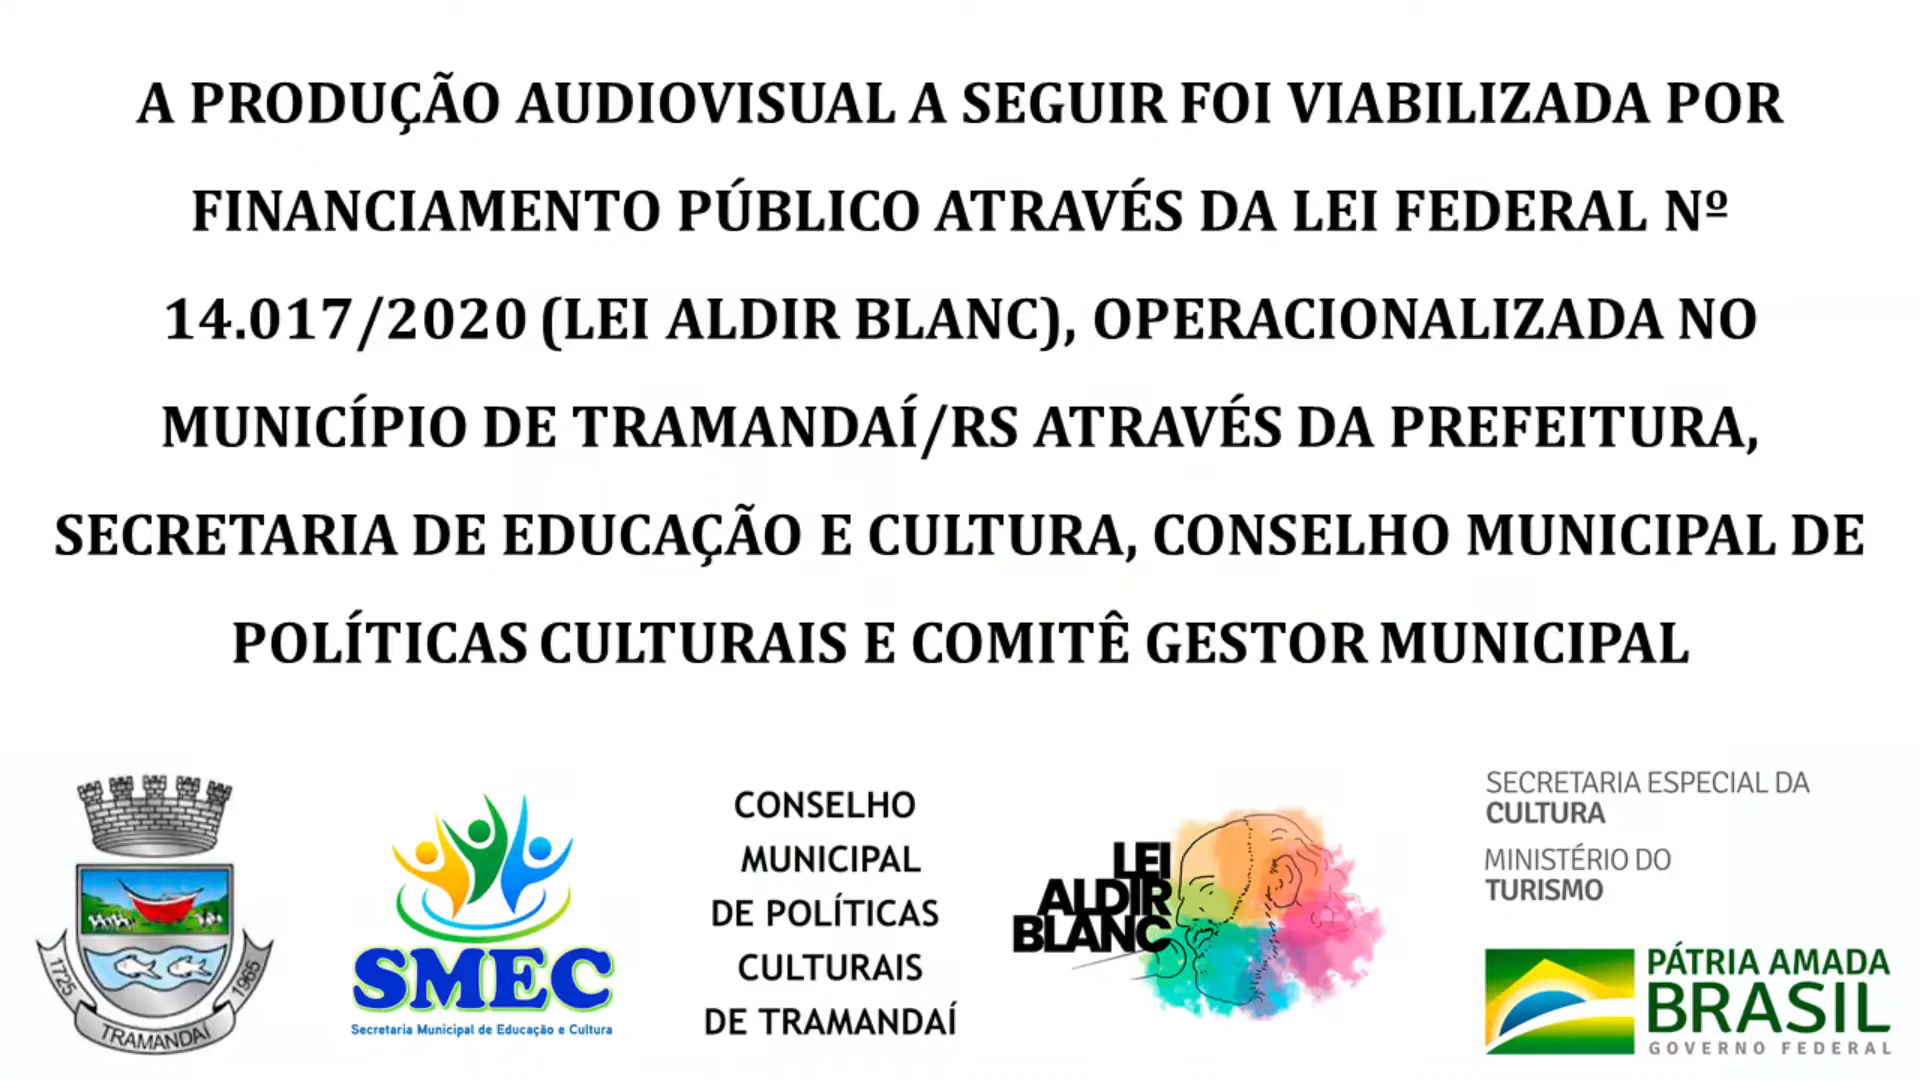 A PRODUÇÃO AUDIOVISUAL A SEGUIR FOI VIABILIZADA POR
FINANCIAMENTO PÚBLICO ATRAVÉS DA LEI FEDERAL Nº
14.017/2020 (LEI ALDIR BLANC), OPERACIONALIZADA NO
MUNICÍPIO DE TRAMANDAÍ/RS ATRAVÉS DA PREFEITURA,
SECRETARIA DE EDUCAÇÃO E CULTURA, CONSELHO MUNICIPAL DE
POLÍTICAS CULTURAIS E COMITÊ GESTOR MUNICIPAL
1725
TRAMANDAÍ
1965
SMEC
Secretaria Municipal de Educação e Cultura
CONSELHO
MUNICIPAL
DE POLÍTICAS
CULTURAIS
DE TRAMANDAÍ
LEI
ALDIR
BLANC
SECRETARIA ESPECIAL DA
CULTURA
MINISTÉRIO DO
TURISMO
PÁTRIA AMADA
BRASIL
GOVERNO FEDERAL